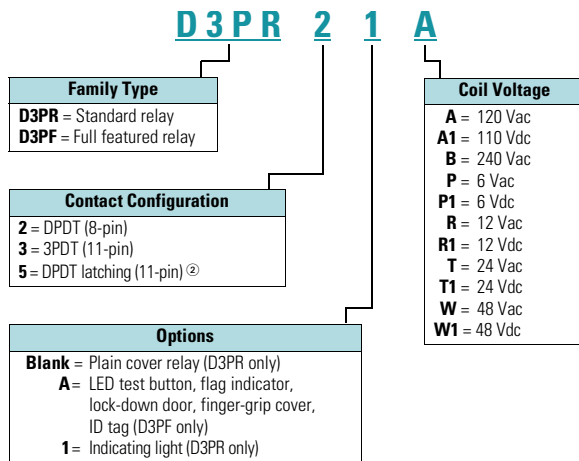 D3PR 2 1 A
Family Type
D3PR = Standard relay
D3PF = Full featured relay
Contact Configuration
2 = DPDT (8-pin)
3 = 3PDT (11-pin)
5 = DPDT latching (11-pin) ②
Options
Blank = Plain cover relay (D3PR only)
A = LED test button, flag indicator,
lock-down door, finger-grip cover,
ID tag (D3PF only)
1 = Indicating light (D3PR only)
Coil Voltage
A = 120 Vac
A1 = 110 Vdc
B = 240 Vac
P = 6 Vac
P1 = 6 Vdc
R = 12 Vac
R1 = 12 Vdc
T = 24 Vac
T1 = 24 Vdc
W = 48 Vac
W1 = 48 Vdc